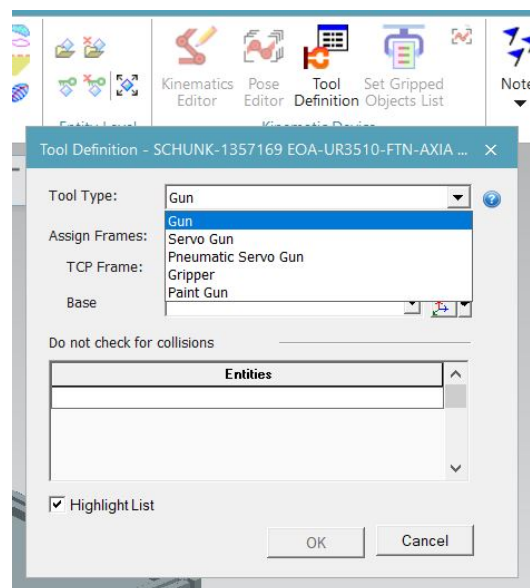 Kinematics Editor
Pose Editor
Tool Definition
Set Gripped Objects List
Note
Tool Definition - SCHUNK-1357169 EOA-UR3510-FTN-AXIA ...
Tool Type:
Gun
Gun
Servo Gun
Pneumatic Servo Gun
Gripper
Paint Gun
Assign Frames:
TCP Frame:
Base
Do not check for collisions
Entities
Highlight List
OK
Cancel